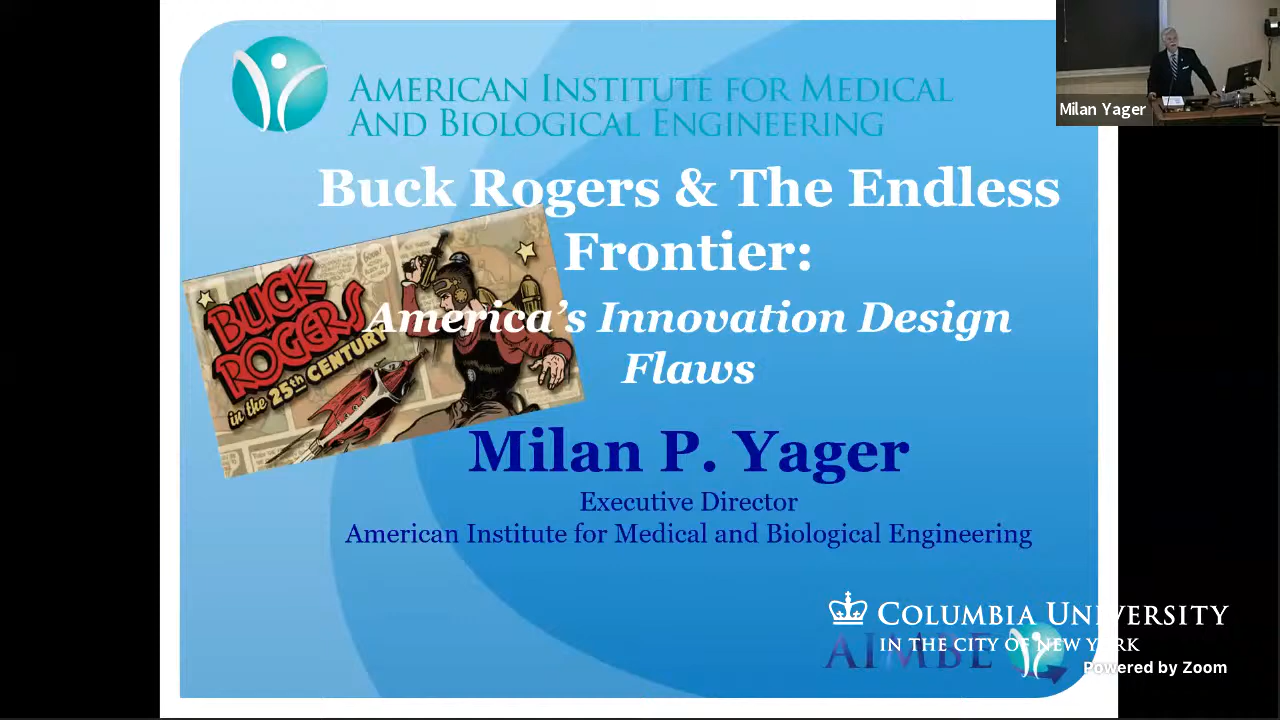 AMERICAN INSTITUTE FOR MEDICAL
AND BIOLOGICAL ENGINEERING
Milan Yager
Buck Rogers & The Endless
Frontier:
BUCK
ROGERS
in the 25th CENTURY
America's Innovation Design
Flaws
Milan P. Yager
Executive Director
American Institute for Medical and Biological Engineering
COLUMBIA UNIVERSITY
IN THE CITY OF NEW YORK
AIMBE
Powered by Zoom